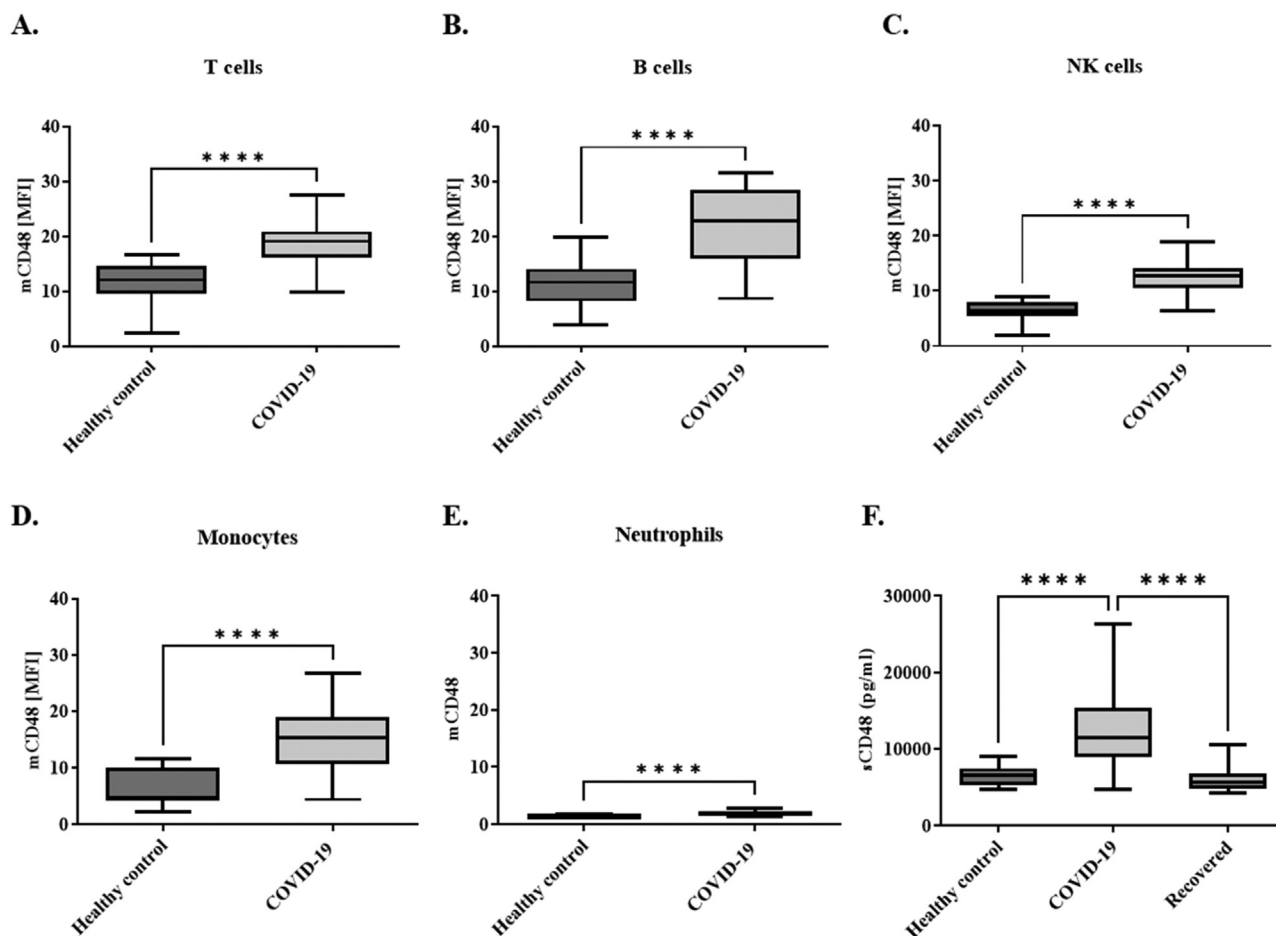 A.
T cells
mCD48 [MFI]
40
30
20
10
0
* * * *
Healthy control
COVID-19
B.
B cells
mCD48 [MFI]
40
30
20
10
0
* * * *
Healthy control
COVID-19
C.
NK cells
mCD48 [MFI]
40
30
20
10
0
* * * *
Healthy control
COVID-19
D.
Monocytes
mCD48 [MFI]
40
30
20
10
0
* * * *
Healthy control
COVID-19
E.
Neutrophils
mCD48
40
30
20
10
0
* * * *
Healthy control
COVID-19
F.
sCD48 (pg/ml)
30000
20000
10000
0
* * * *
* * * *
Healthy control
COVID-19
Recovered